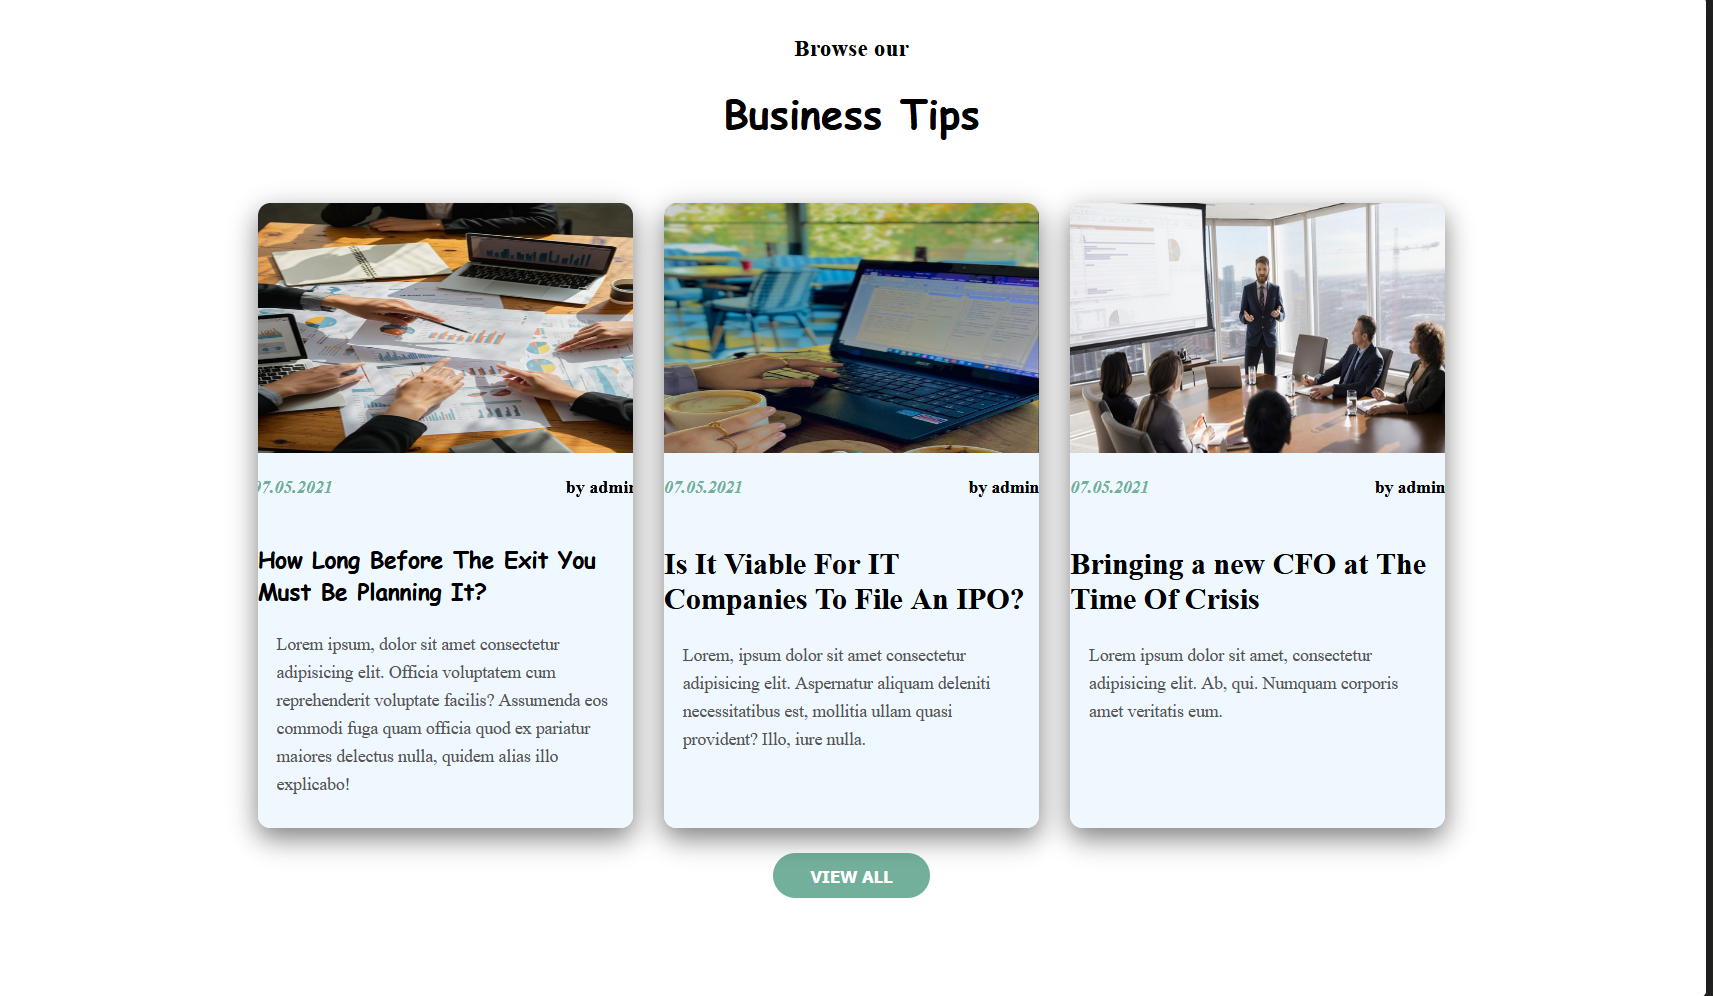 Browse our
Business Tips
07.05.2021
by admin
How Long Before The Exit You
Must Be Planning It?
Lorem ipsum, dolor sit amet consectetur
adipisicing elit. Officia voluptatem cum
reprehenderit voluptate facilis? Assumenda eos
commodi fuga quam officia quod ex pariatur
maiores delectus nulla, quidem alias illo
explicabo!
07.05.2021
by admin
Is It Viable For IT
Companies To File An IPO?
Lorem, ipsum dolor sit amet consectetur
adipisicing elit. Aspernatur aliquam deleniti
necessitatibus est, mollitia ullam quasi
provident? Illo, iure nulla.
07.05.2021
by admin
Bringing a new CFO at The
Time Of Crisis
Lorem ipsum dolor sit amet, consectetur
adipisicing elit. Ab, qui. Numquam corporis
amet veritatis eum.
VIEW ALL